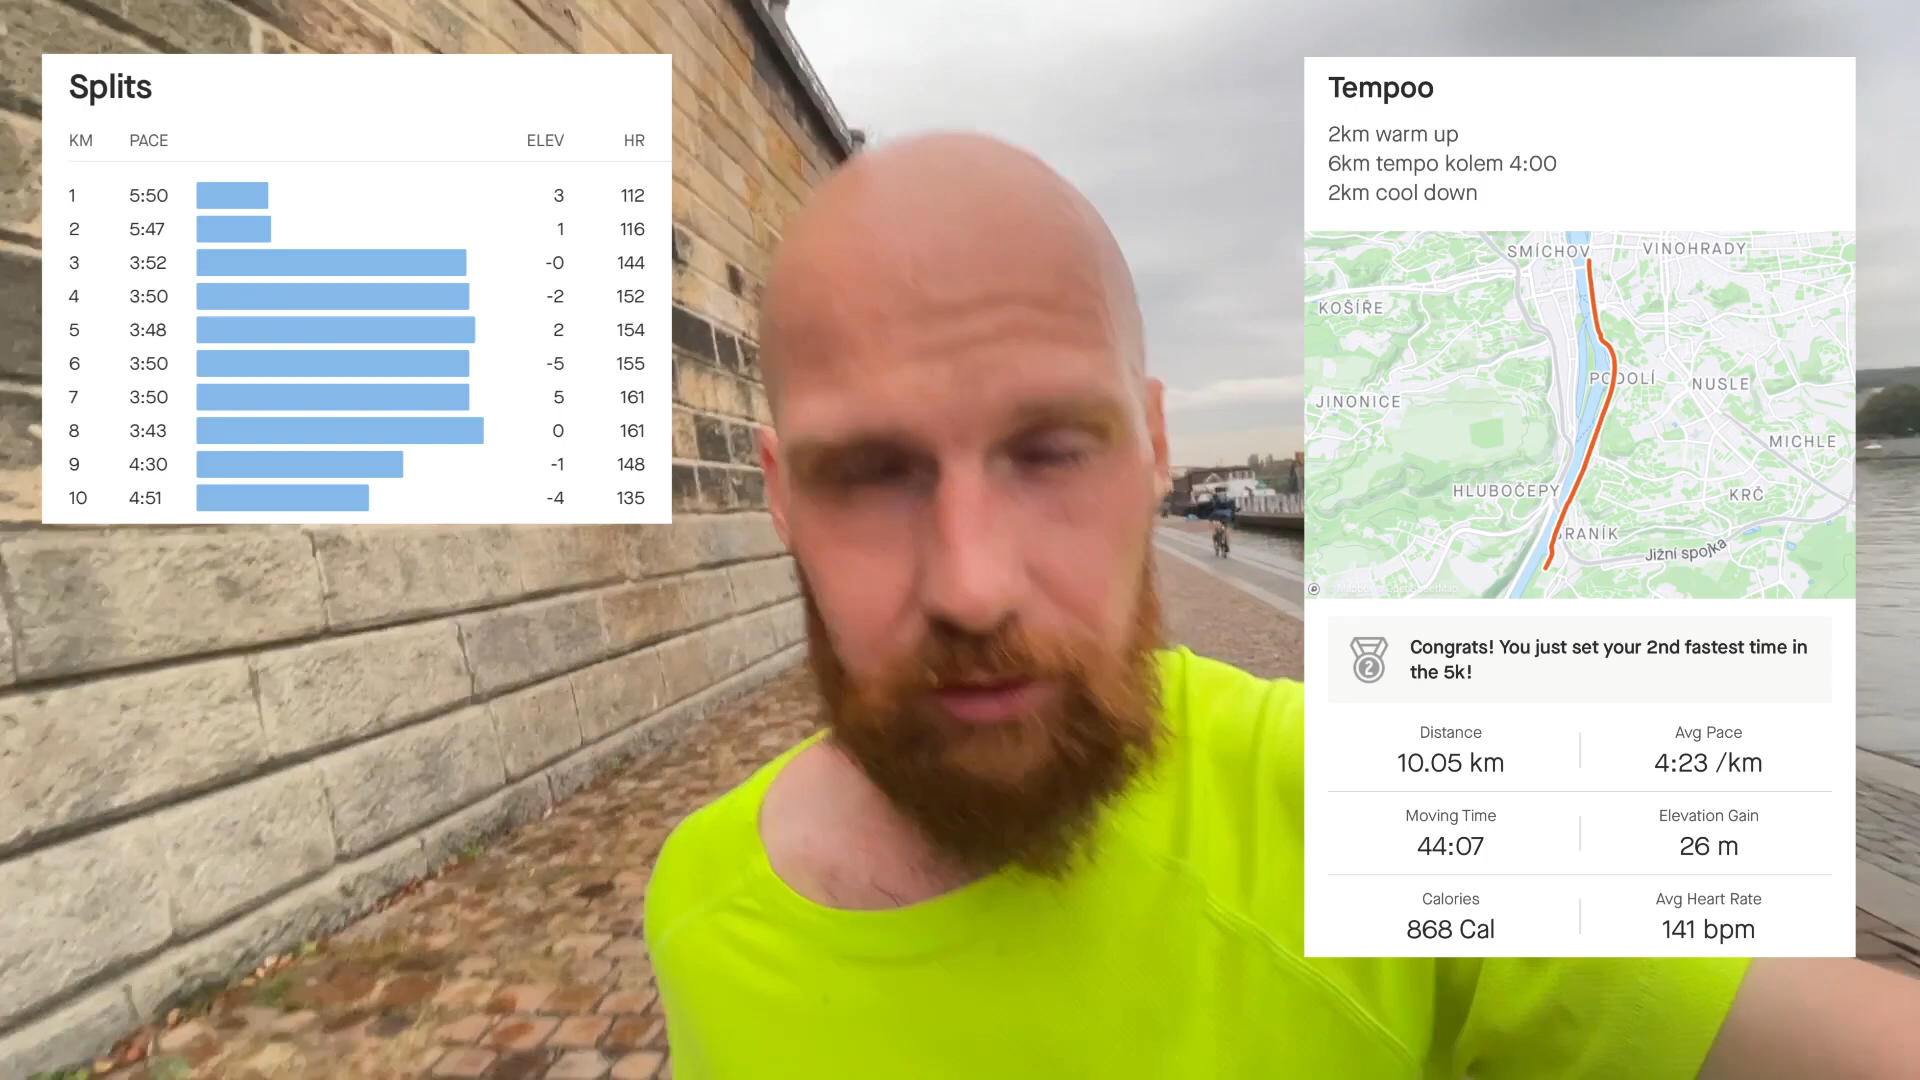 Splits
KM PACE ELEV HR
1 5:50 3 112
2 5:47 1 116
3 3:52 -0 144
4 3:50 -2 152
5 3:48 2 154
6 3:50 -5 155
7 3:50 5 161
8 3:43 0 161
9 4:30 -1 148
10 4:51 -4 135
Tempoo
2km warm up
6km tempo kolem 4:00
2km cool down
SMÍCHOV
VINOHRADY
KOŠÍŘE
PODOLÍ
NUSLE
JINONICE
MICHLE
HLUBOČEPY
KRČ
RANÍK
Jižní spojka
2
Congrats! You just set your 2nd fastest time in
the 5k!
Distance
10.05 km
Avg Pace
4:23 /km
Moving Time
44:07
Elevation Gain
26 m
Calories
868 Cal
Avg Heart Rate
141 bpm